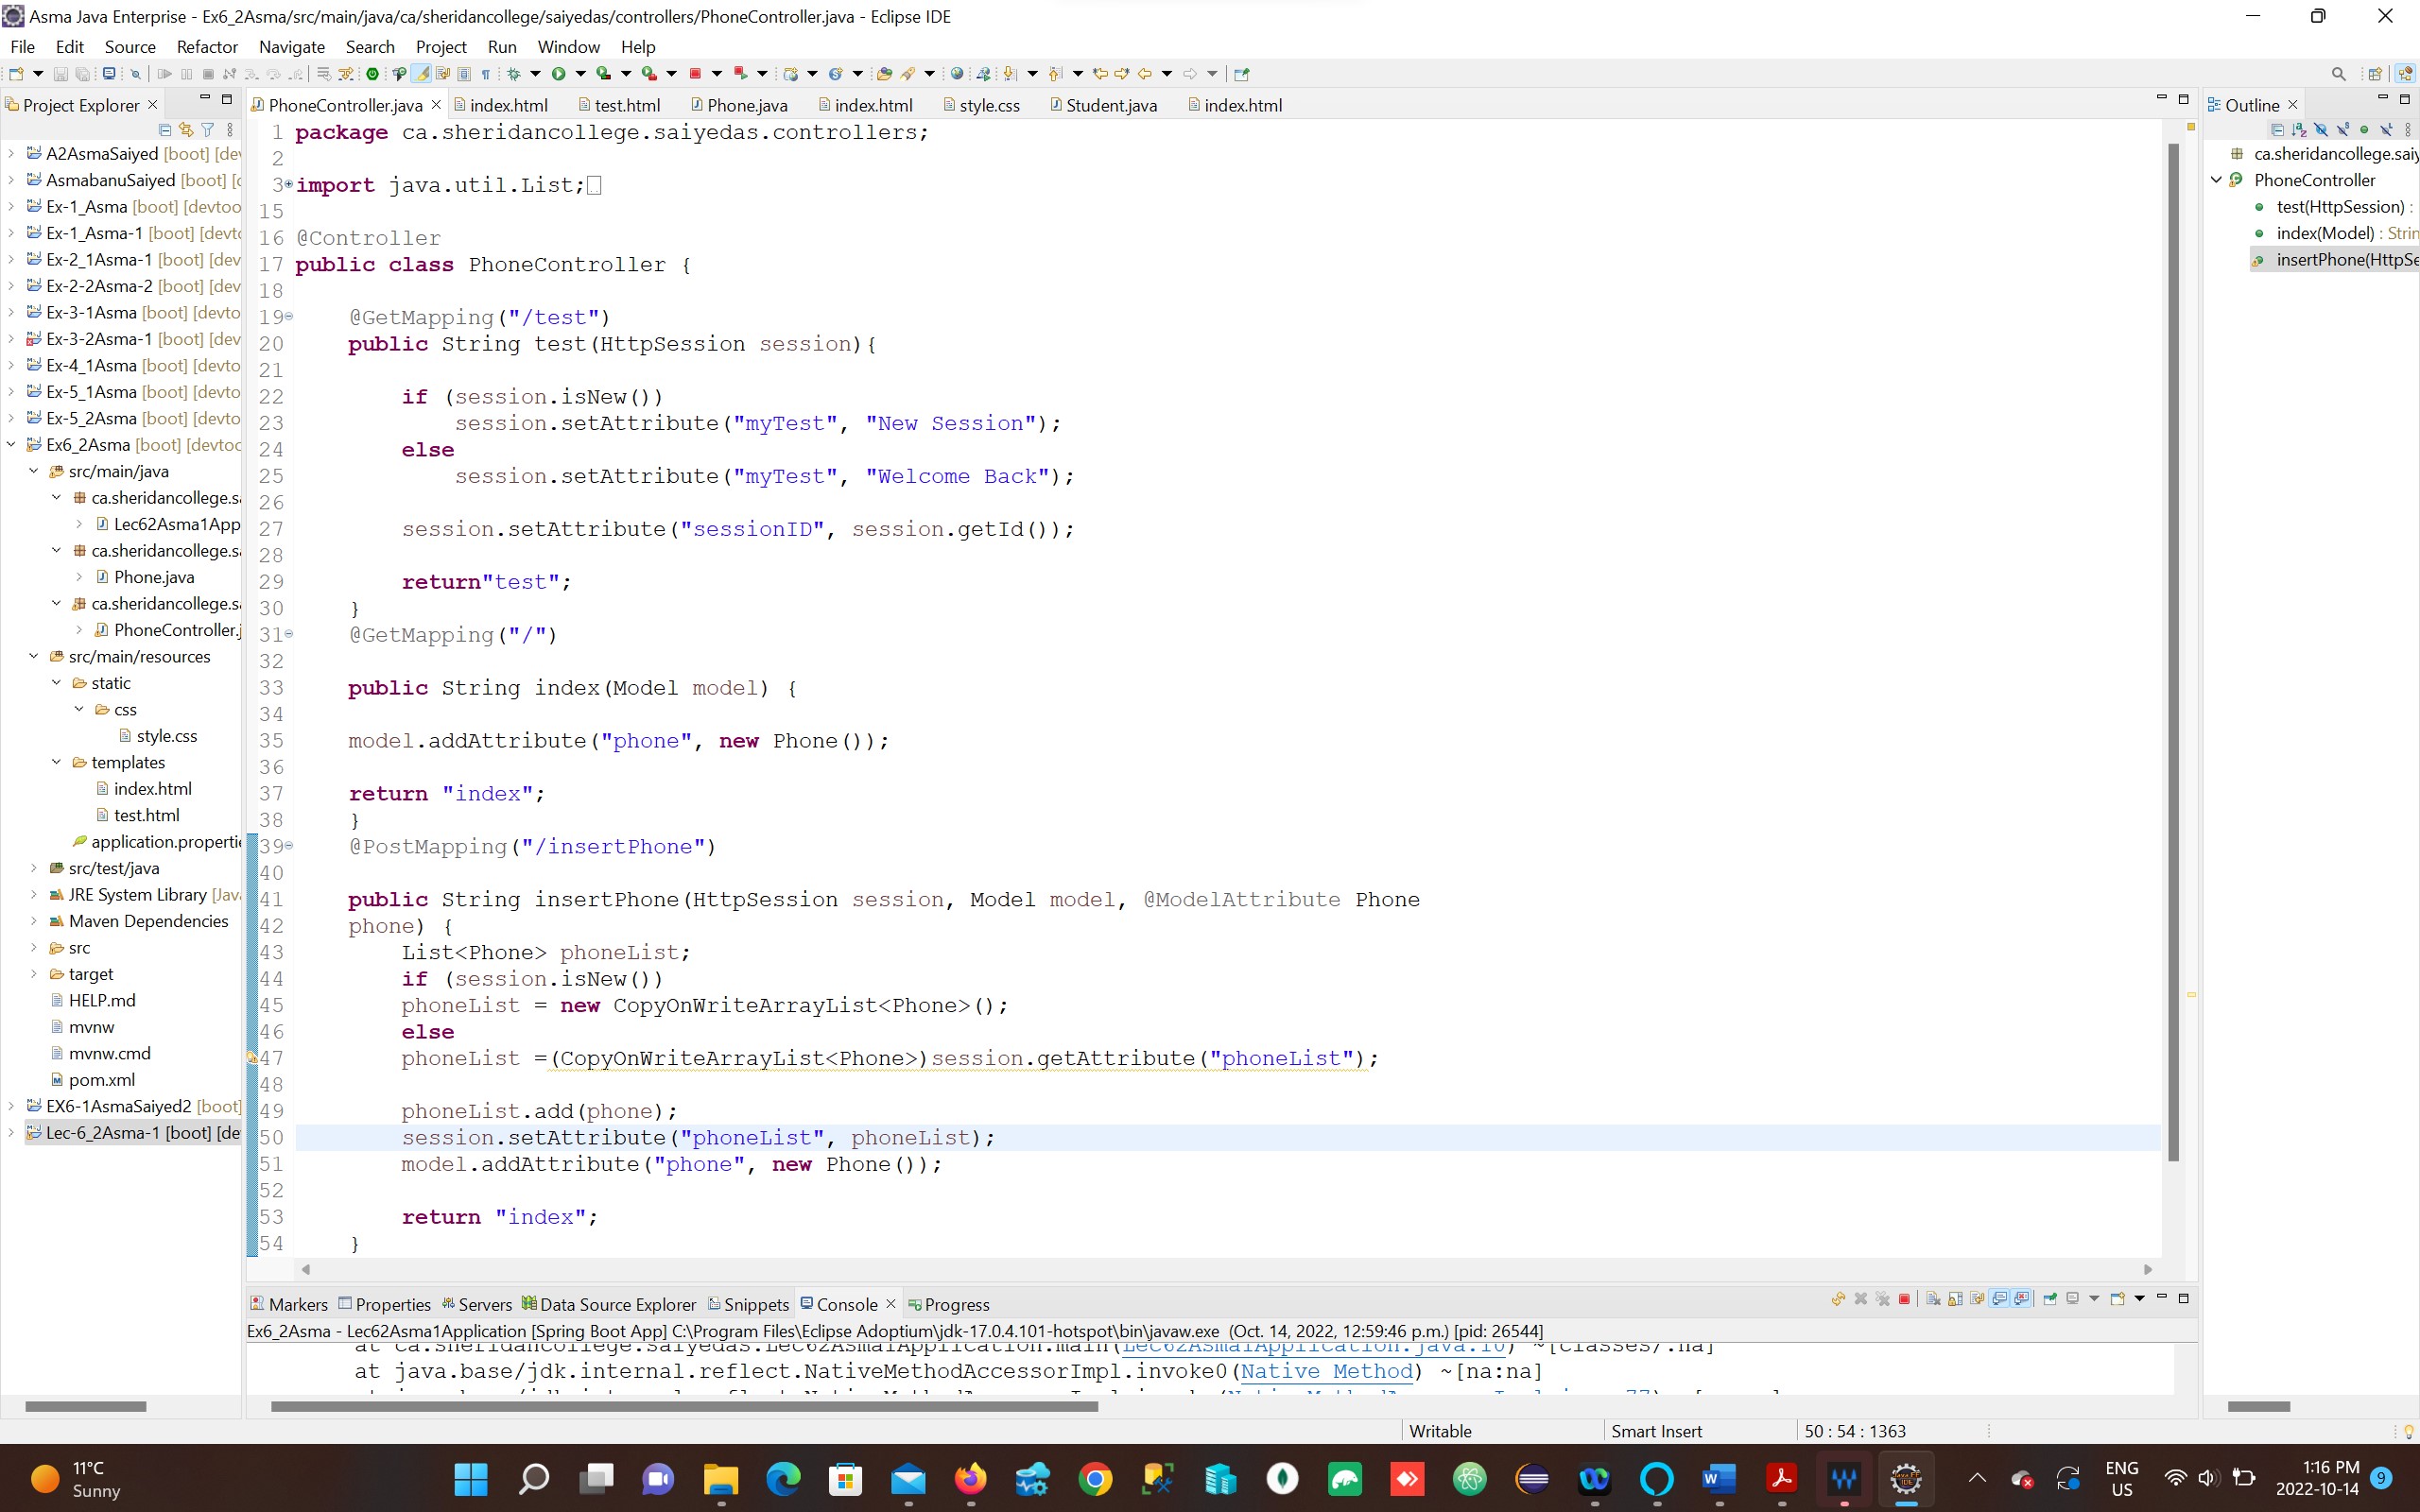 Asma Java Enterprise - Ex6_2Asma/src/main/java/ca/sheridancollege/saiyedas/controllers/PhoneController.java - Eclipse IDE
File Edit Source Refactor Navigate Search Project Run Window Help
Project Explorer
A2AsmaSaiyed [boot] [dev
AsmabanuSaiyed [boot] [d
Ex-1_Asma [boot] [devtoo
Ex-1_Asma-1 [boot] [devto
Ex-2_1Asma-1 [boot] [dev
Ex-2-2Asma-2 [boot] [dev
Ex-3-1Asma [boot] [devto
Ex-3-2Asma-1 [boot] [dev
Ex-4_1Asma [boot] [devto
Ex-5_1Asma [boot] [devto
Ex-5_2Asma [boot] [devto
Ex6_2Asma [boot] [devtoo
src/main/java
ca.sheridancollege.sa
Lec62Asma1App
ca.sheridancollege.sa
Phone.java
ca.sheridancollege.sa
PhoneController.j
src/main/resources
static
css
style.css
templates
index.html
test.html
application.propertie
src/test/java
JRE System Library [Java
Maven Dependencies
src
target
HELP.md
mvnw
mvnw.cmd
pom.xml
EX6-1AsmaSaiyed2 [boot]
Lec-6_2Asma-1 [boot] [de
PhoneController.java index.html test.html Phone.java index.html style.css Student.java index.html
1 package ca.sheridancollege.saiyedas.controllers;
2
3 import java.util.List;
15
16 @Controller
17 public class PhoneController {
18
19 @GetMapping("/test")
20 public String test(HttpSession session){
21
22 if (session.isNew())
23 session.setAttribute("myTest", "New Session");
24 else
25 session.setAttribute("myTest", "Welcome Back");
26
27 session.setAttribute("sessionID", session.getId());
28
29 return"test";
30 }
31 @GetMapping("/")
32
33 public String index(Model model) {
34
35 model.addAttribute("phone", new Phone());
36
37 return "index";
38 }
39 @PostMapping("/insertPhone")
40
41 public String insertPhone(HttpSession session, Model model, @ModelAttribute Phone
42 phone) {
43 List<Phone> phoneList;
44 if (session.isNew())
45 phoneList = new CopyOnWriteArrayList<Phone>();
46 else
47 phoneList =(CopyOnWriteArrayList<Phone>)session.getAttribute("phoneList");
48
49 phoneList.add(phone);
50 session.setAttribute("phoneList", phoneList);
51 model.addAttribute("phone", new Phone());
52
53 return "index";
54 }
Outline
ca.sheridancollege.saiy
PhoneController
test(HttpSession) :
index(Model) : Strin
insertPhone(HttpSe
Markers Properties Servers Data Source Explorer Snippets Console Progress
Ex6_2Asma - Lec62Asma1Application [Spring Boot App] C:\Program Files\Eclipse Adoptium\jdk-17.0.4.101-hotspot\bin\javaw.exe (Oct. 14, 2022, 12:59:46 p.m.) [pid: 26544]
at ca.sheridancollege.saiyedas.Lec62Asma1Application.main(Lec62Asma1Application.java:10) ~[classes/:na]
at java.base/jdk.internal.reflect.NativeMethodAccessorImpl.invoke0(Native Method) ~[na:na]
Writable Smart Insert 50 : 54 : 1363
11°C
Sunny
ENG
US
1:16 PM
2022-10-14
9